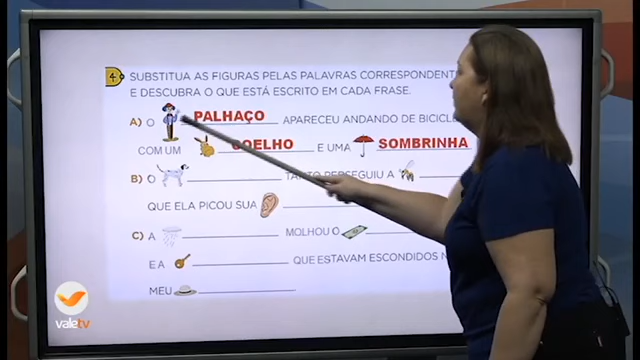 4 SUBSTITUA AS FIGURAS PELAS PALAVRAS CORRESPONDENT
E DESCUBRA O QUE ESTÁ ESCRITO EM CADA FRASE.
A) O PALHAÇO APARECEU ANDANDO DE BICICLE
COM UM COELHO E UMA SOMBRINHA
B) O TANTO PERSEGUIU A
QUE ELA PICOU SUA
C) A MOLHOU O
E A QUE ESTAVAM ESCONDIDOS N
MEU
valetv